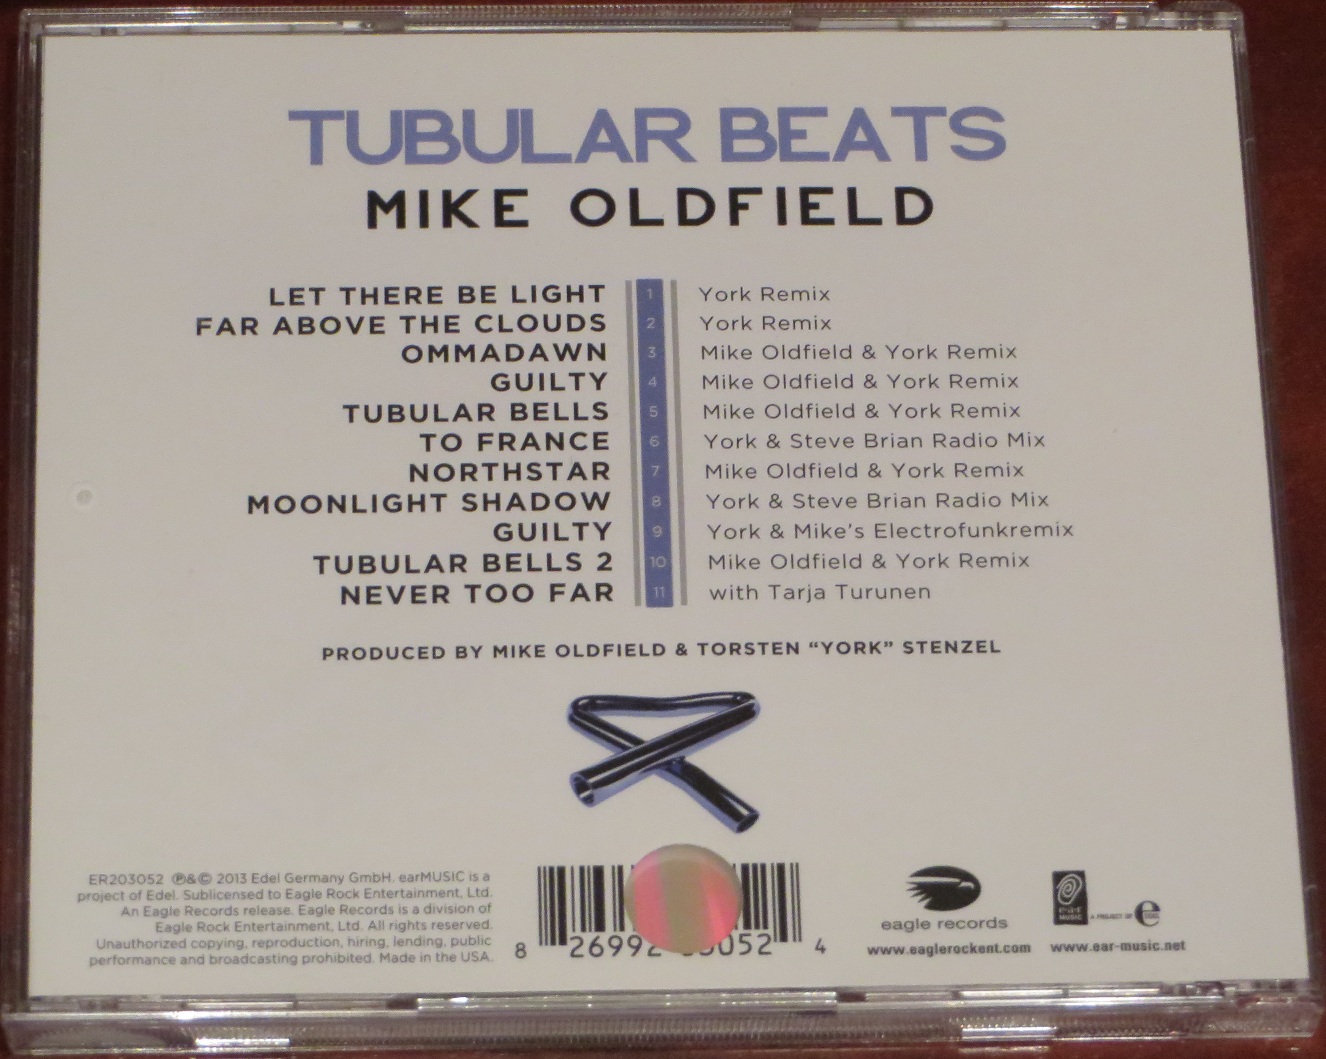 TUBULAR BEATS
MIKE OLDFIELD
LET THERE BE LIGHT 1 York Remix
FAR ABOVE THE CLOUDS 2 York Remix
OMMADAWN 3 Mike Oldfield & York Remix
GUILTY 4 Mike Oldfield & York Remix
TUBULAR BELLS 5 Mike Oldfield & York Remix
TO FRANCE 6 York & Steve Brian Radio Mix
NORTHSTAR 7 Mike Oldfield & York Remix
MOONLIGHT SHADOW 8 York & Steve Brian Radio Mix
GUILTY 9 York & Mike's Electrofunkremix
TUBULAR BELLS 2 10 Mike Oldfield & York Remix
NEVER TOO FAR 11 with Tarja Turunen
PRODUCED BY MIKE OLDFIELD & TORSTEN “YORK” STENZEL
ER203052 ℗&© 2013 Edel Germany GmbH. earMUSIC is a
project of Edel. Sublicensed to Eagle Rock Entertainment, Ltd.
An Eagle Records release. Eagle Records is a division of
Eagle Rock Entertainment, Ltd. All rights reserved.
Unauthorized copying, reproduction, hiring, lending, public
performance and broadcasting prohibited. Made in the USA.
8 4
eagle records
www.eaglerockent.com
ear
MUSIC
A PROJECT OF
www.ear-music.net